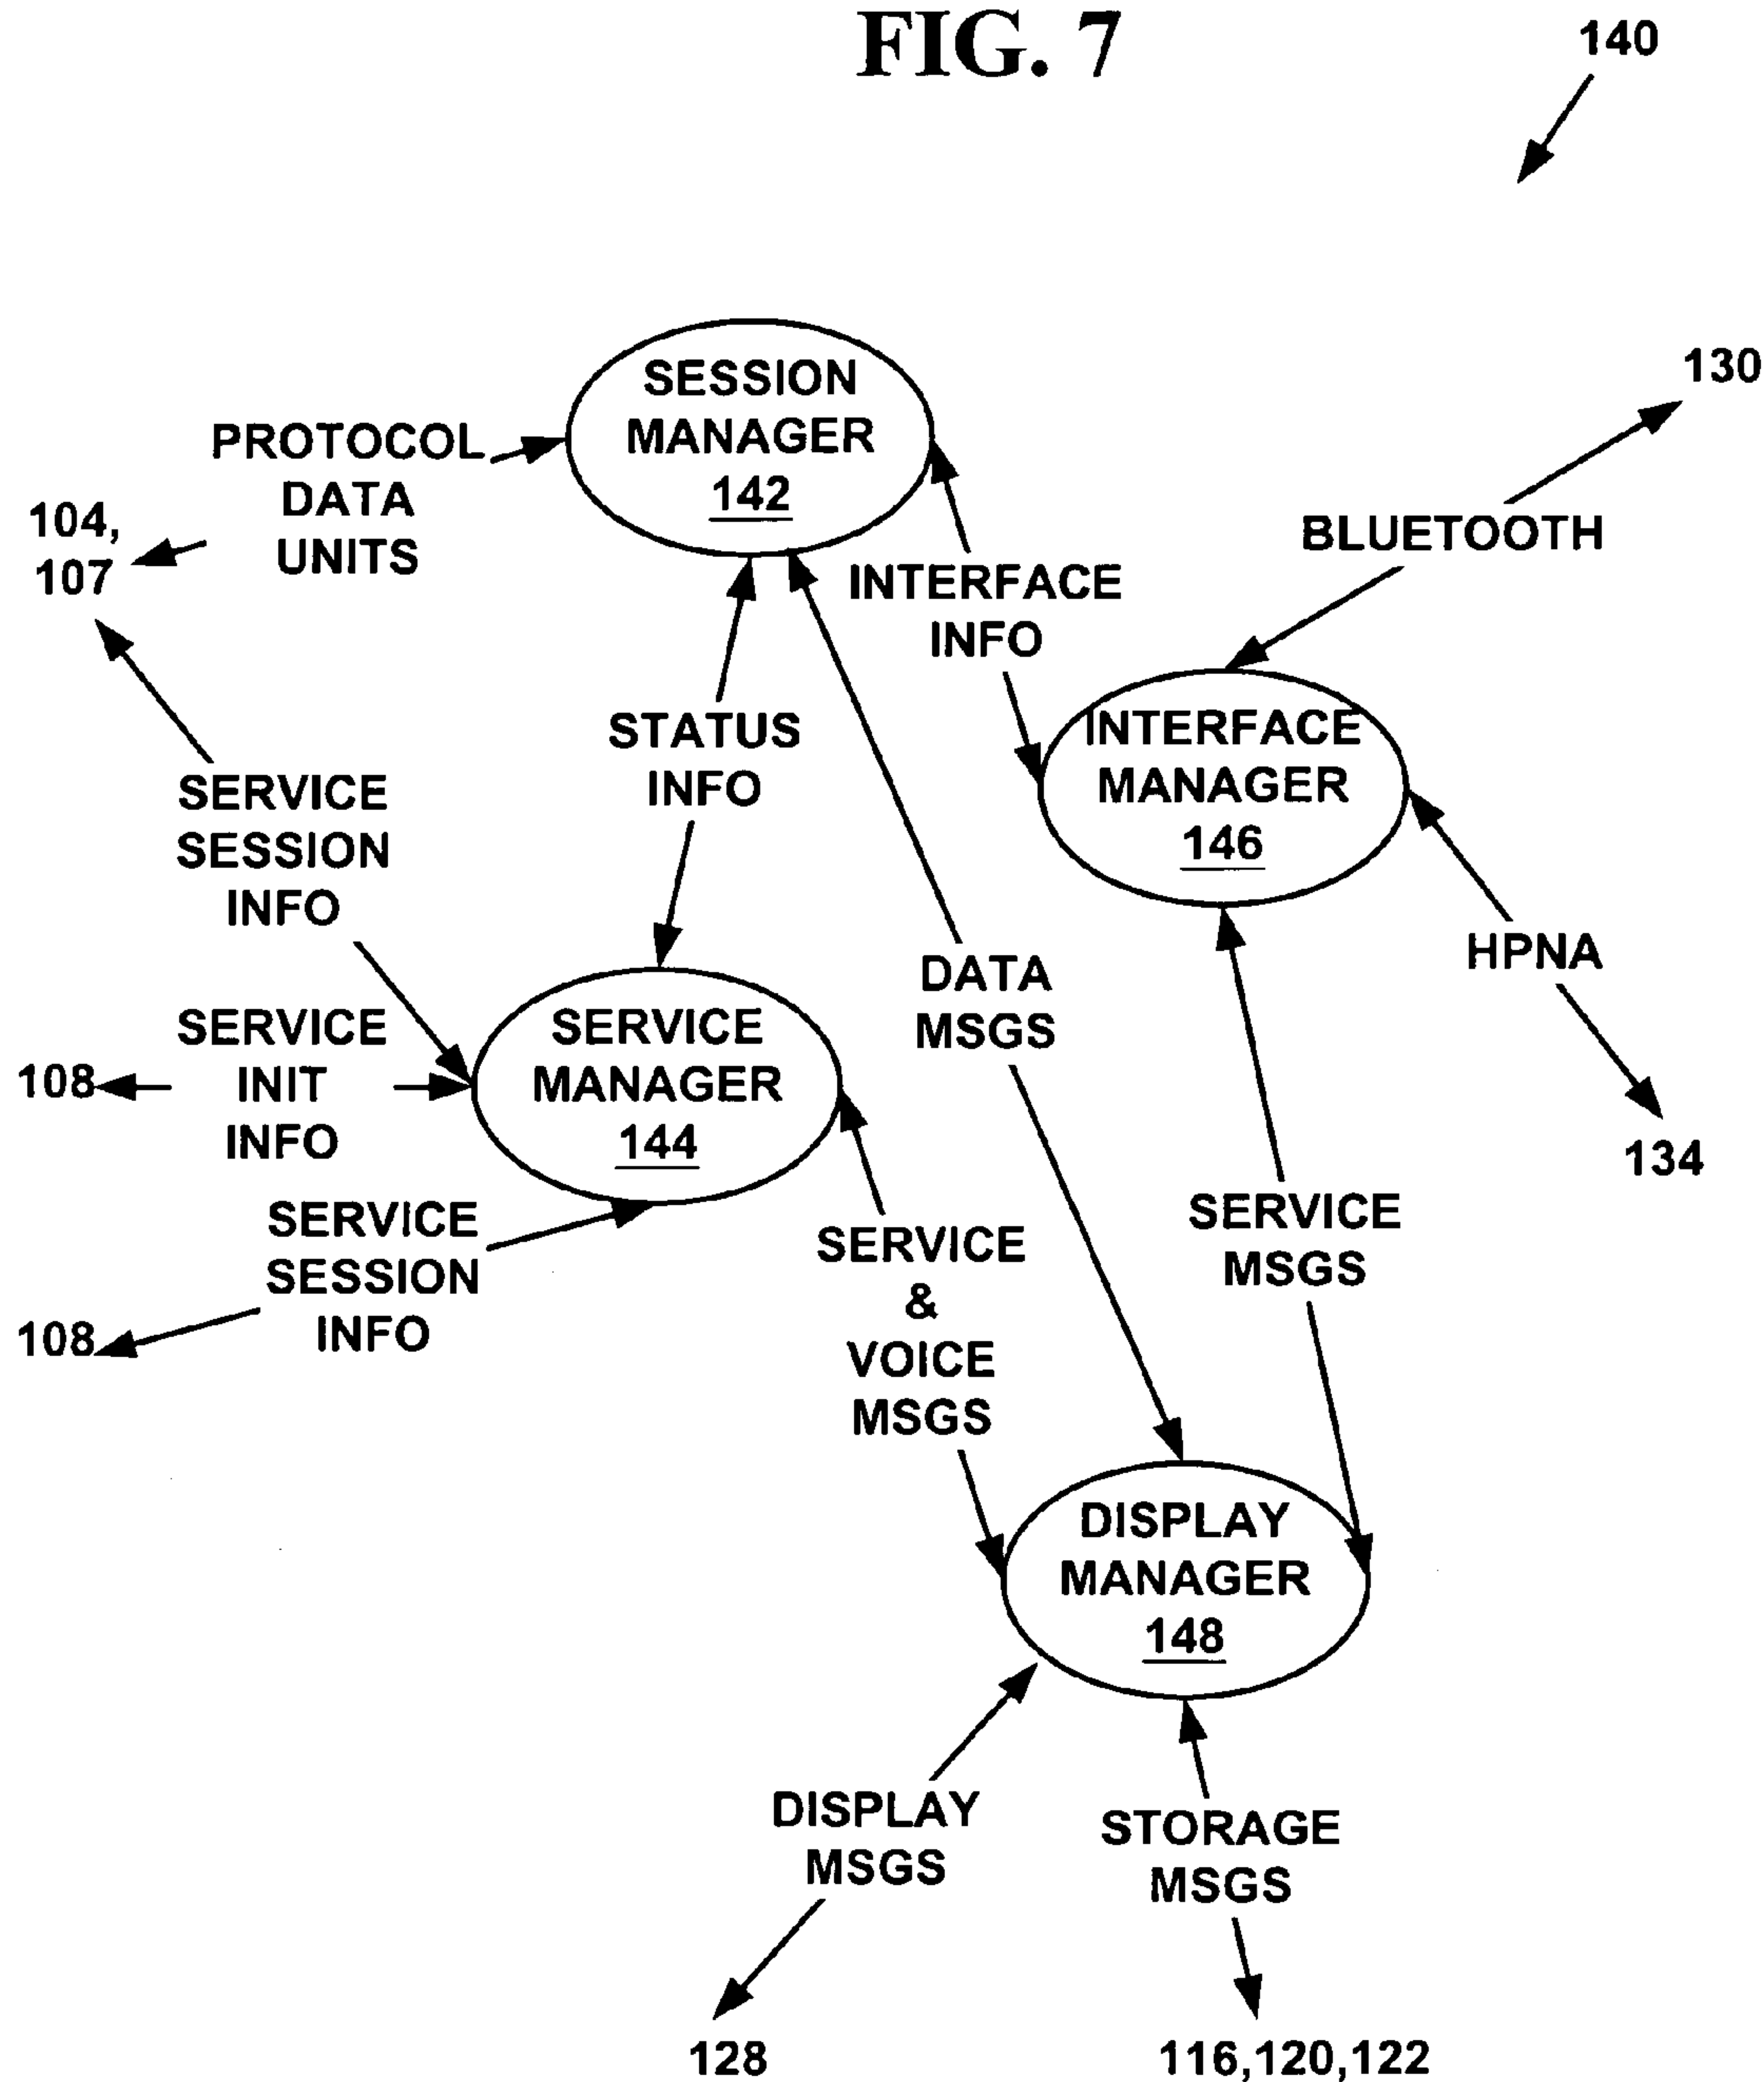 FIG. 7
140
SESSION
MANAGER
142
130
PROTOCOL
DATA
UNITS
104,
107
BLUETOOTH
INTERFACE
INFO
STATUS
INFO
INTERFACE
MANAGER
146
SERVICE
SESSION
INFO
HPNA
134
DATA
MSGS
SERVICE
INIT
INFO
108
SERVICE
MANAGER
144
SERVICE
MSGS
SERVICE
SESSION
INFO
108
SERVICE
&
VOICE
MSGS
DISPLAY
MANAGER
148
DISPLAY
MSGS
STORAGE
MSGS
128
116,120,122